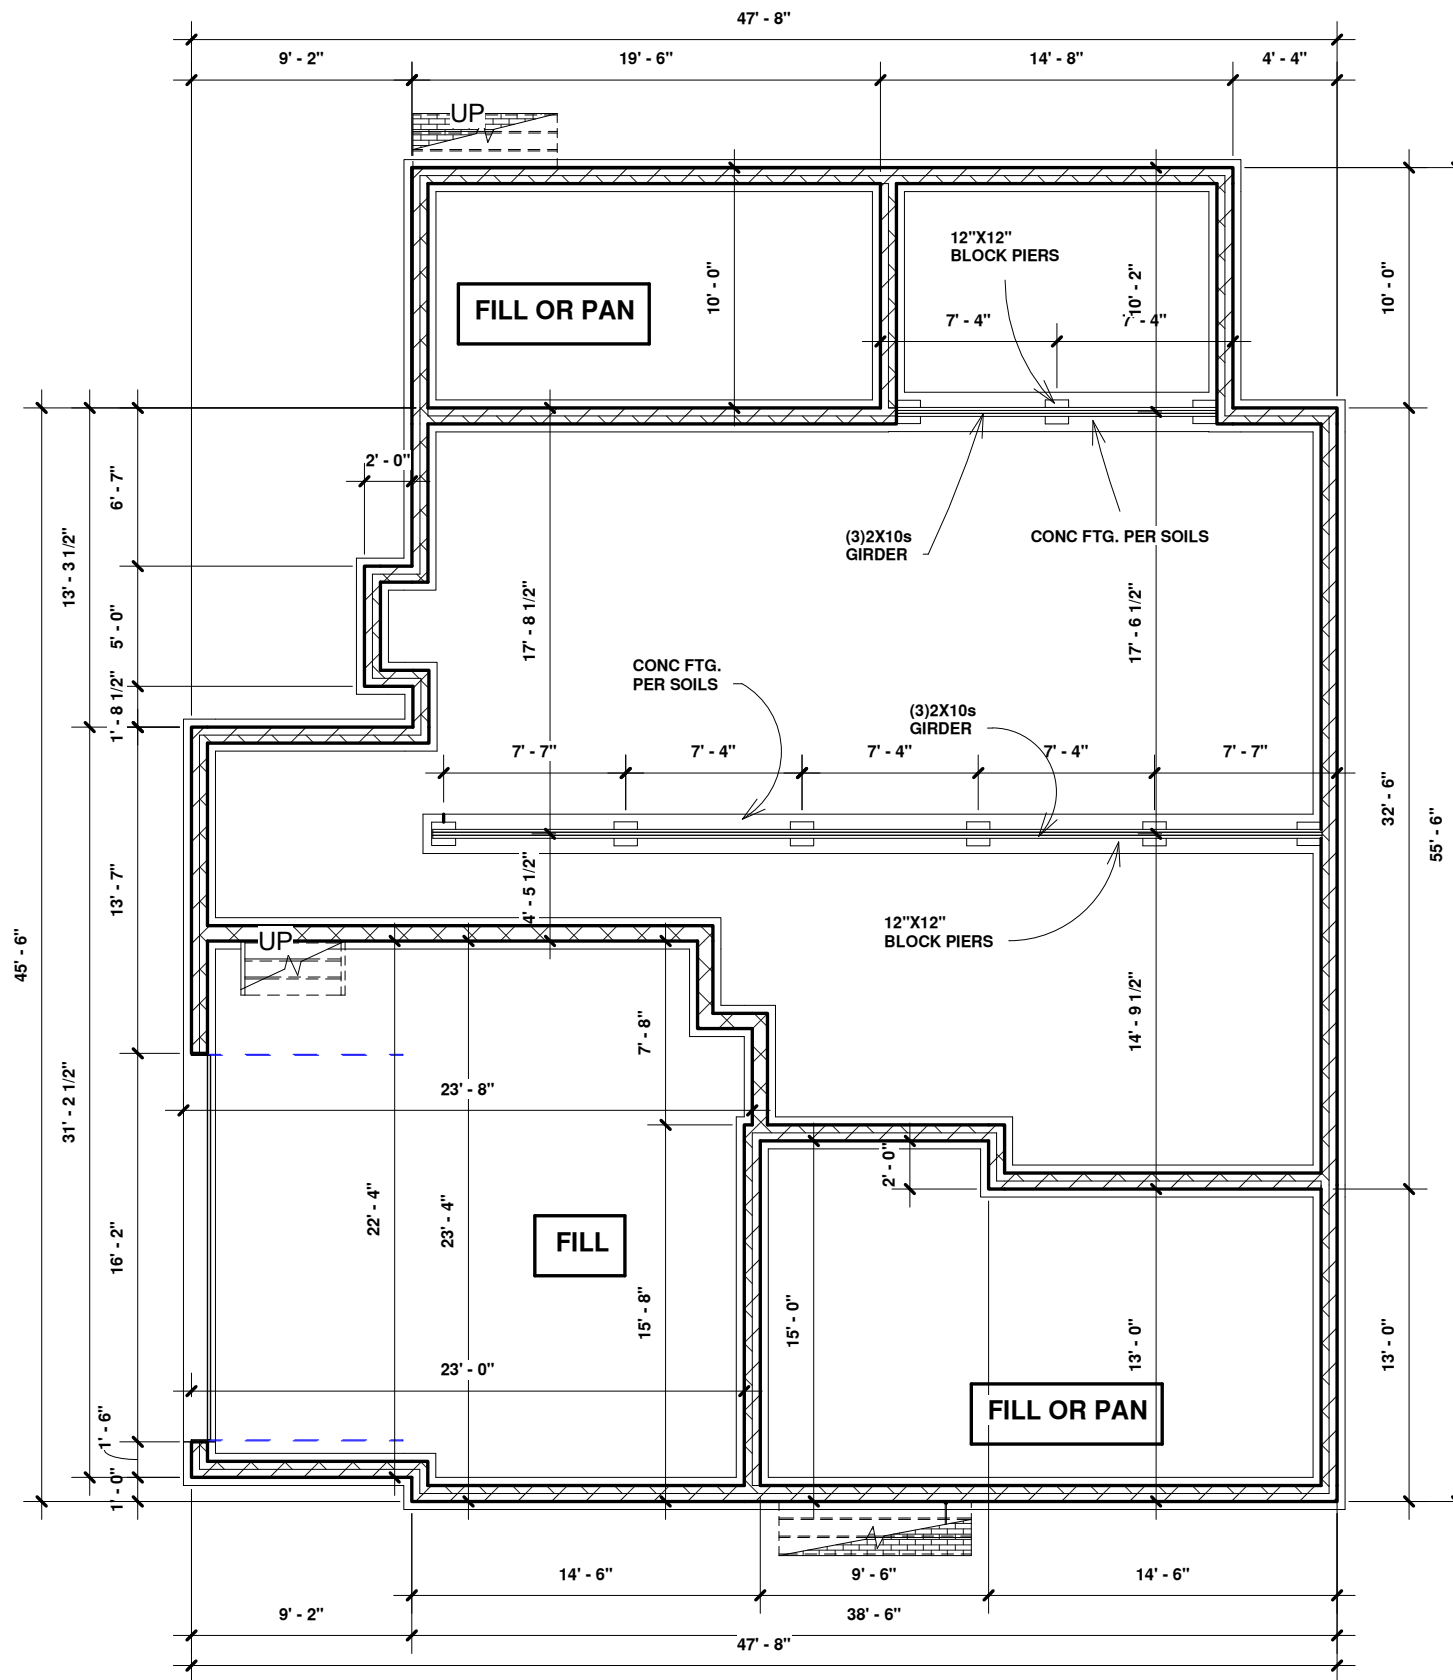 47' - 8"
9' - 2"
19' - 6"
14' - 8"
4' - 4"
UP
12"X12"
BLOCK PIERS
10' - 0"
10' - 2"
10' - 0"
FILL OR PAN
7' - 4"
7' - 4"
2' - 0"
6' - 7"
13' - 3 1/2"
(3)2X10s
GIRDER
CONC FTG. PER SOILS
17' - 8 1/2"
17' - 6 1/2"
5' - 0"
CONC FTG.
PER SOILS
1' - 8 1/2"
(3)2X10s
GIRDER
7' - 7"
7' - 4"
7' - 4"
7' - 4"
7' - 7"
32' - 6"
55' - 6"
13' - 7"
4' - 5 1/2"
12"X12"
BLOCK PIERS
45' - 6"
UP
7' - 8"
14' - 9 1/2"
23' - 8"
31' - 2 1/2"
2' - 0"
22' - 4"
23' - 4"
16' - 2"
FILL
15' - 8"
15' - 0"
13' - 0"
13' - 0"
23' - 0"
FILL OR PAN
1' - 6"
1' - 0"
14' - 6"
9' - 6"
14' - 6"
9' - 2"
38' - 6"
47' - 8"